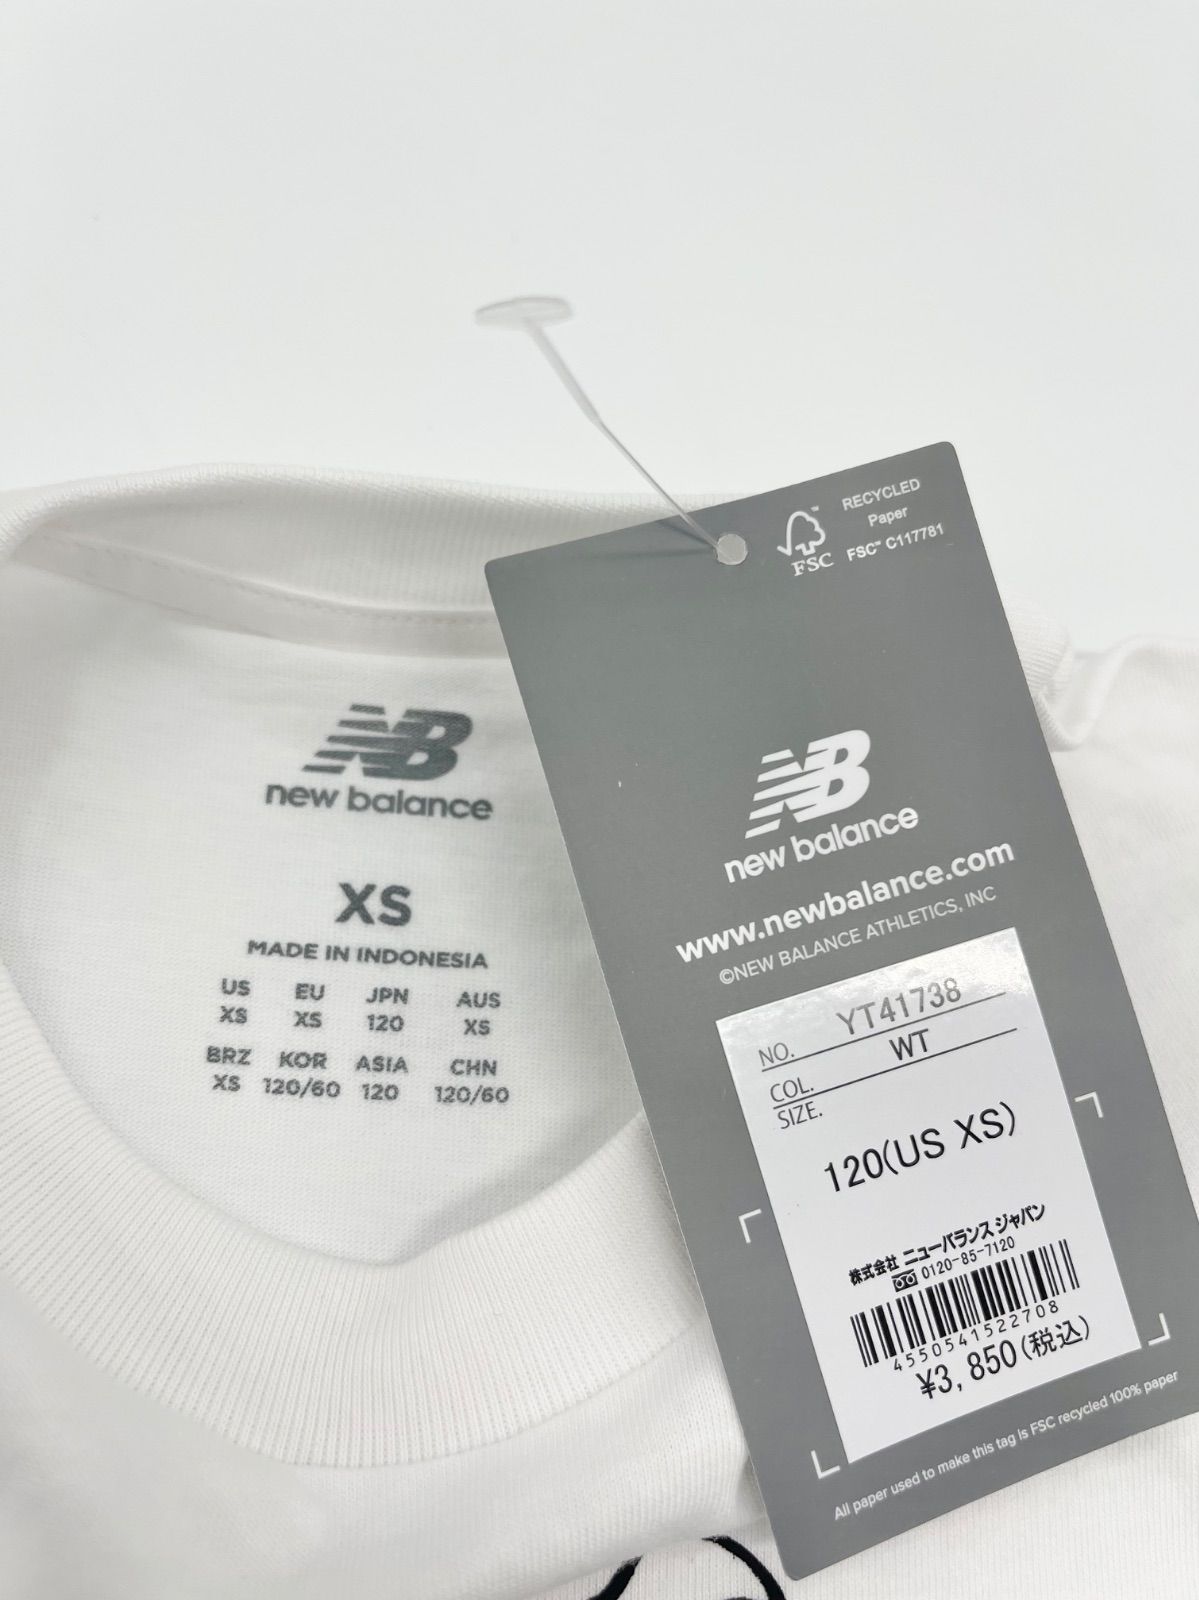 NB
new balance
XS
MADE IN INDONESIA
US EU JPN AUS
XS XS 120 XS
BRZ KOR ASIA CHN
XS 120/60 120 120/60
FSC™
RECYCLED
Paper
FSC™ C117781
NB
new balance
www.newbalance.com
©NEW BALANCE ATHLETICS, INC
NO. YT41738
COL. WT
SIZE.
120(US XS)
株式会社 ニューバランス ジャパン
0120-85-7120
4550541522708
¥3,850(税込)
All paper used to make this tag is FSC recycled 100% paper